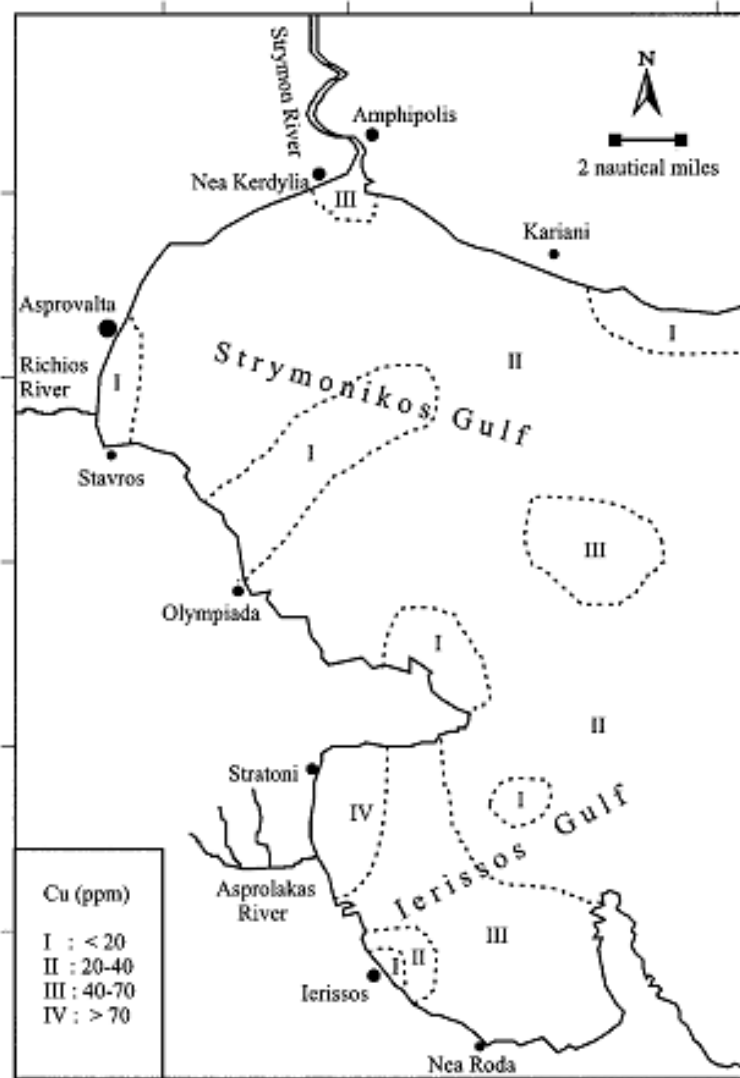 Strymon River
Amphipolis
N
2 nautical miles
Nea Kerdylia
III
Kariani
Asprovalta
I
Richios
River
I
Strymonikos Gulf
II
I
Stavros
III
Olympiada
I
II
Stratoni
IV
I
Ierissos Gulf
Asprolakas
River
III
II
I
Ierissos
Nea Roda
Cu (ppm)
I : < 20
II : 20-40
III : 40-70
IV : > 70